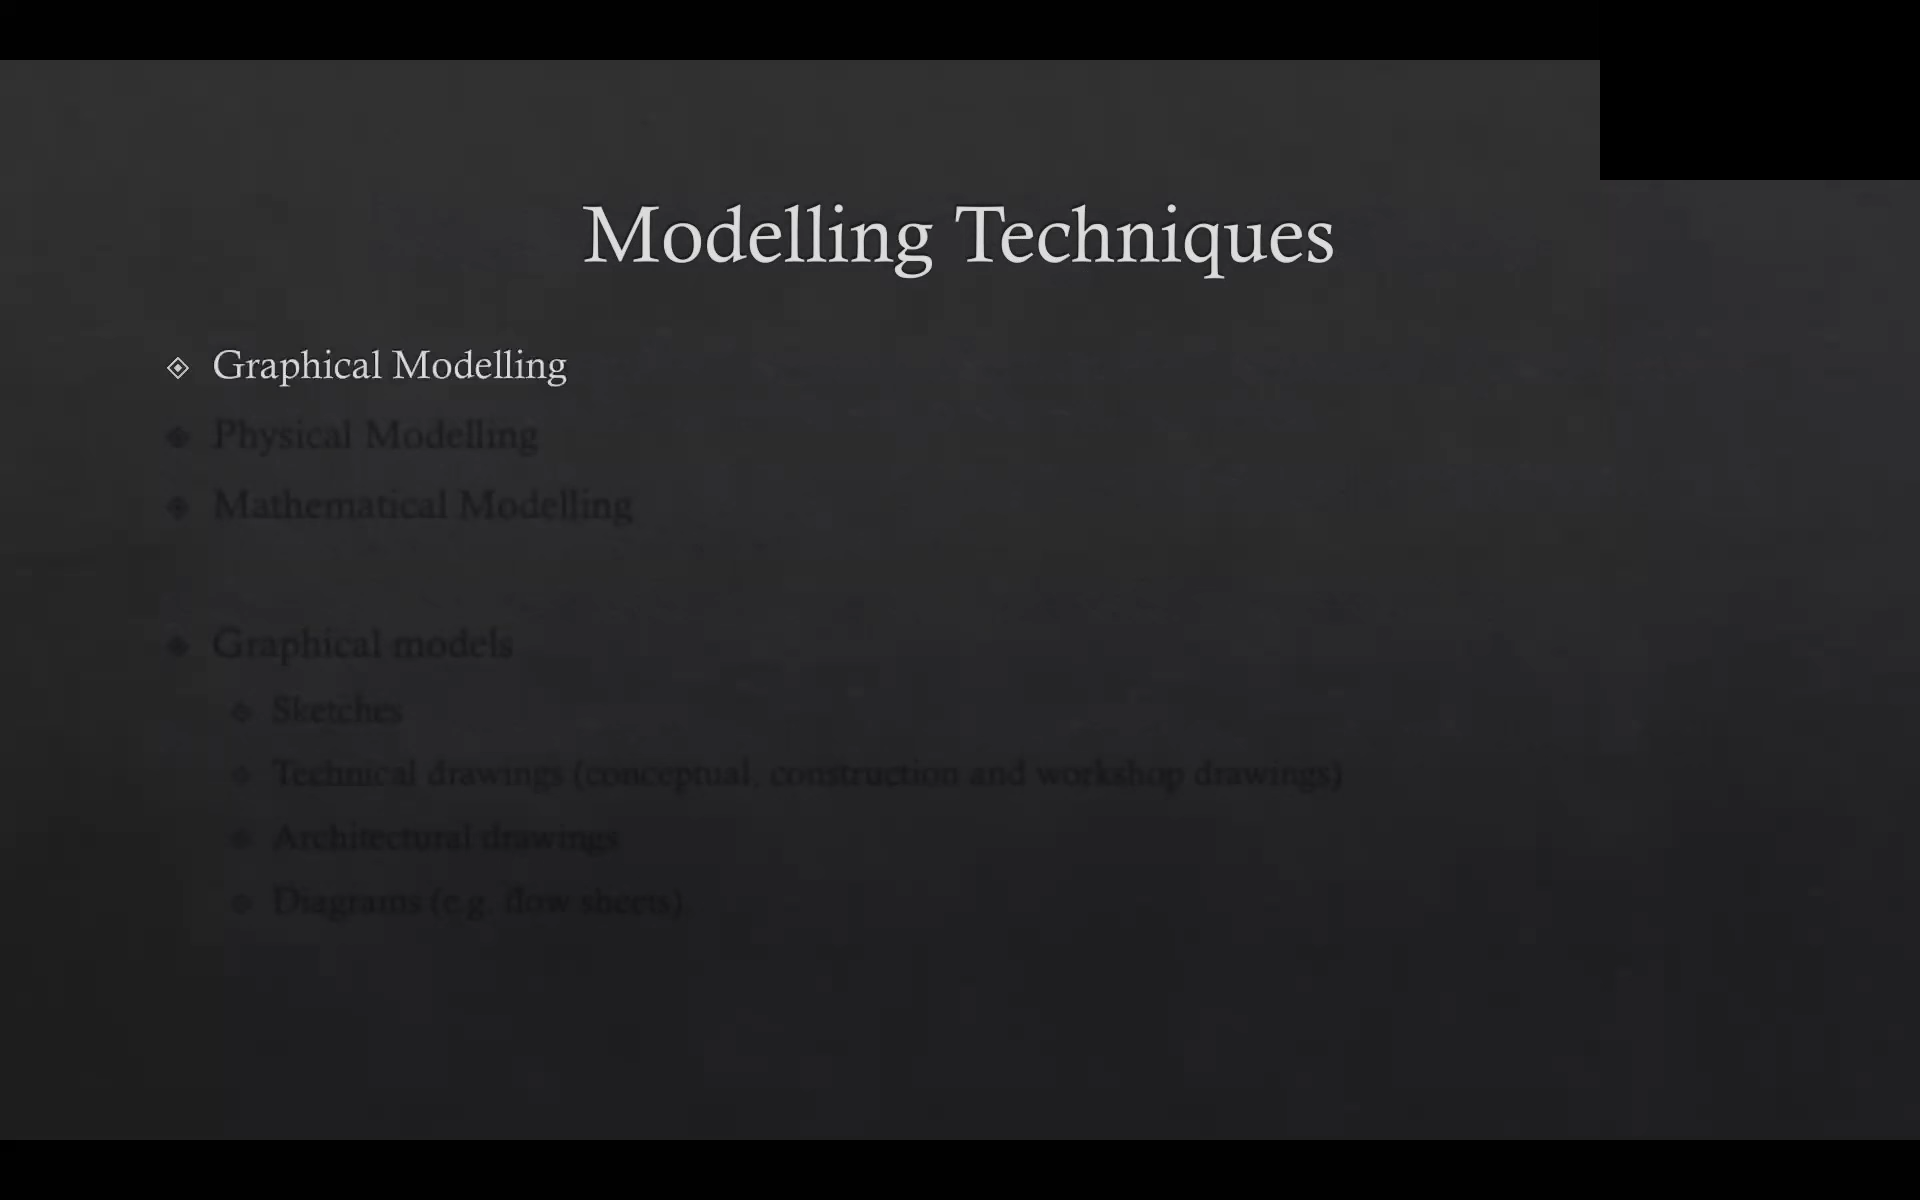 Modelling Techniques
Graphical Modelling
Physical Modelling
Mathematical Modelling
Graphical models
Sketches
Technical drawings (conceptual, construction and workshop drawings)
Architectural drawings
Diagrams (e.g. flow sheets)